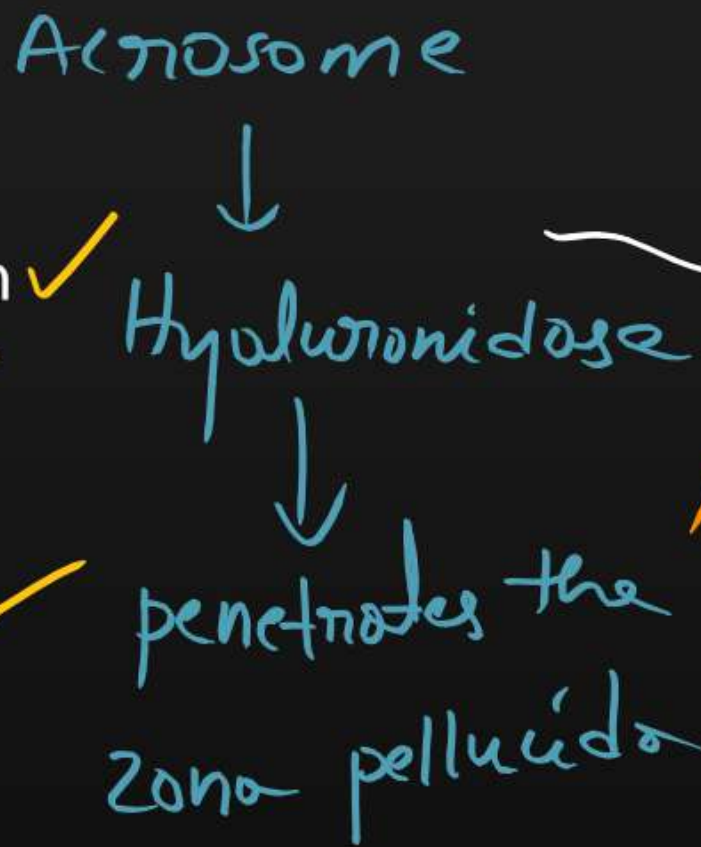 Acrosome
Hyaluronidase
penetrates the
zona pellucida